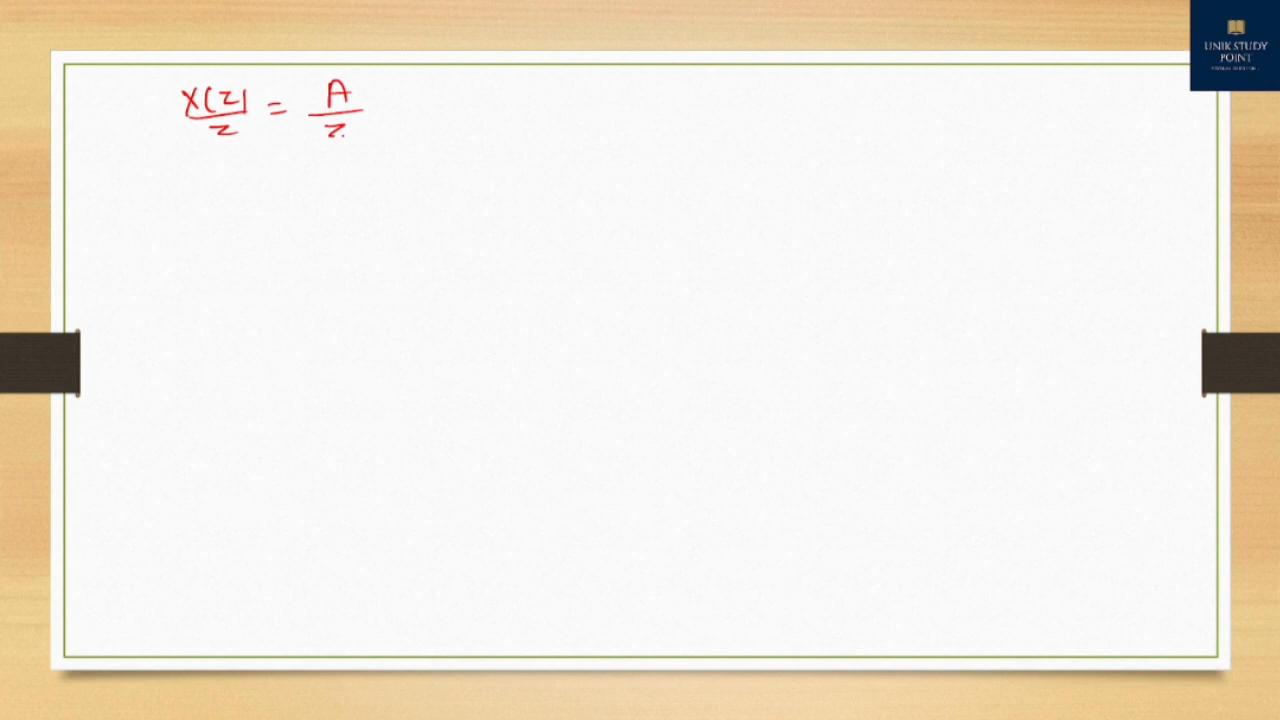 X(z)/z = A/z
UNIK STUDY
POINT